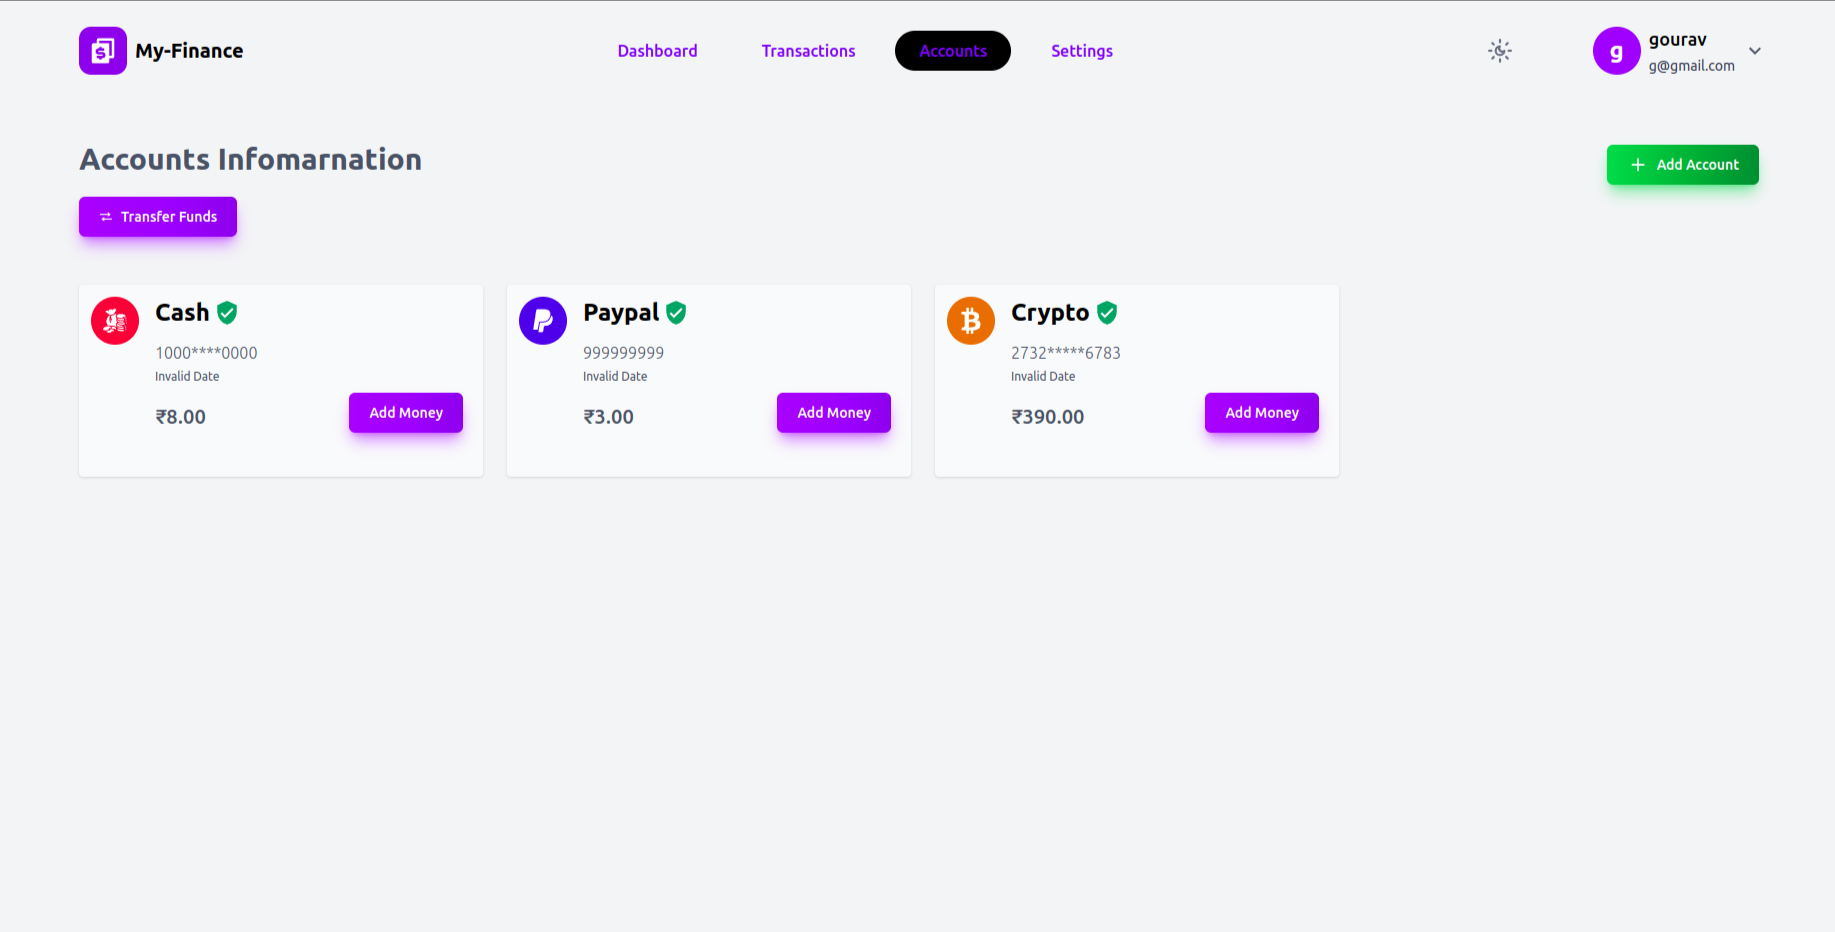 My-Finance
Dashboard Transactions Accounts Settings
g
gourav
g@gmail.com
Accounts Infomarnation
Add Account
Transfer Funds
Cash
1000****0000
Invalid Date
₹8.00
Add Money
Paypal
999999999
Invalid Date
₹3.00
Add Money
Crypto
2732*****6783
Invalid Date
₹390.00
Add Money